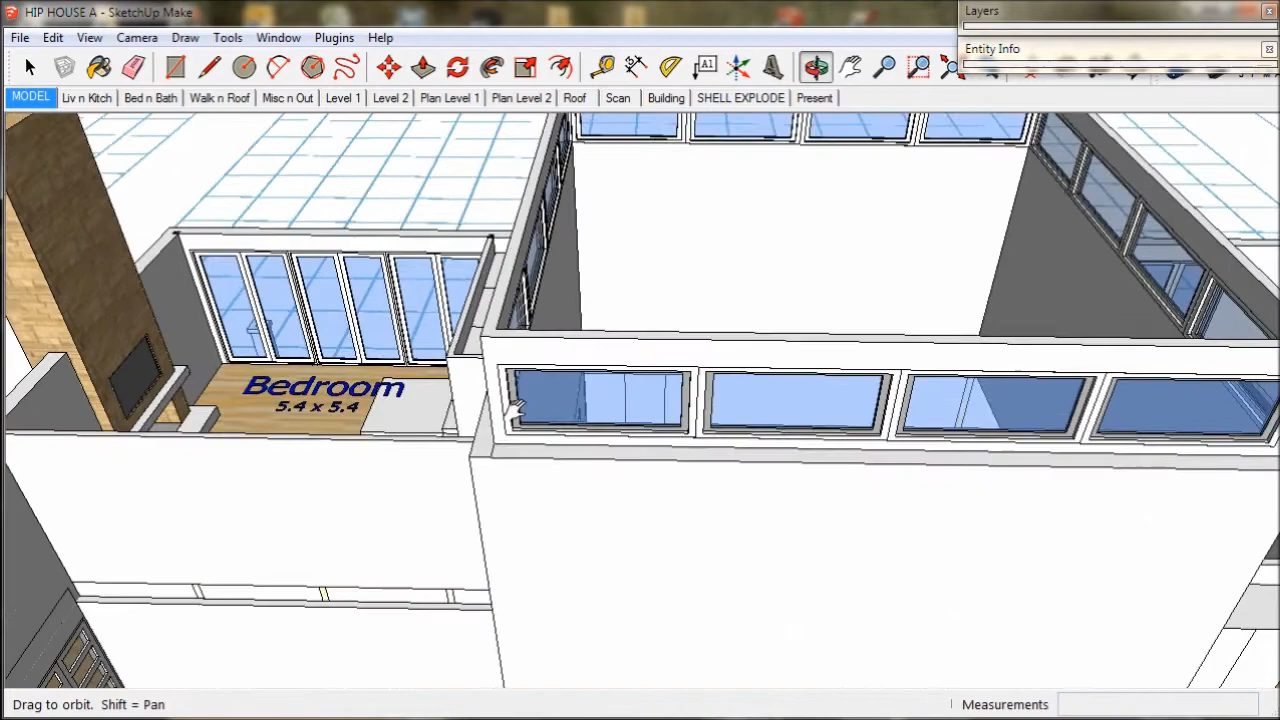 HIP HOUSE A - SketchUp Make
Layers
File Edit View Camera Draw Tools Window Plugins Help
Entity Info
A1
MODEL Liv n Kitch Bed n Bath Walk n Roof Misc n Out Level 1 Level 2 Plan Level 1 Plan Level 2 Roof Scan Building SHELL EXPLODE Present
Bedroom
5.4 x 5.4
Drag to orbit. Shift = Pan
Measurements